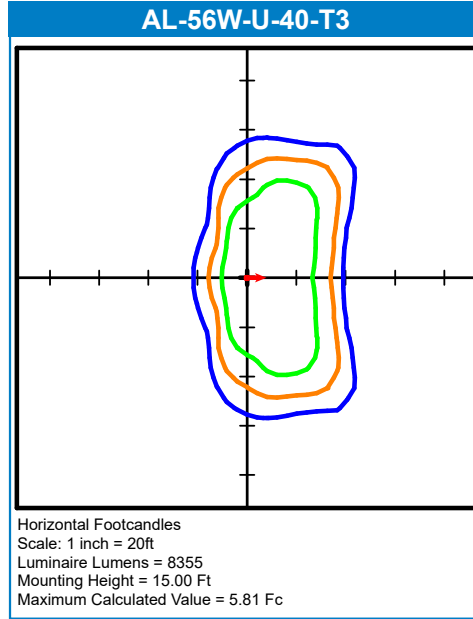 AL-56W-U-40-T3
Horizontal Footcandles
Scale: 1 inch = 20ft
Luminaire Lumens = 8355
Mounting Height = 15.00 Ft
Maximum Calculated Value = 5.81 Fc